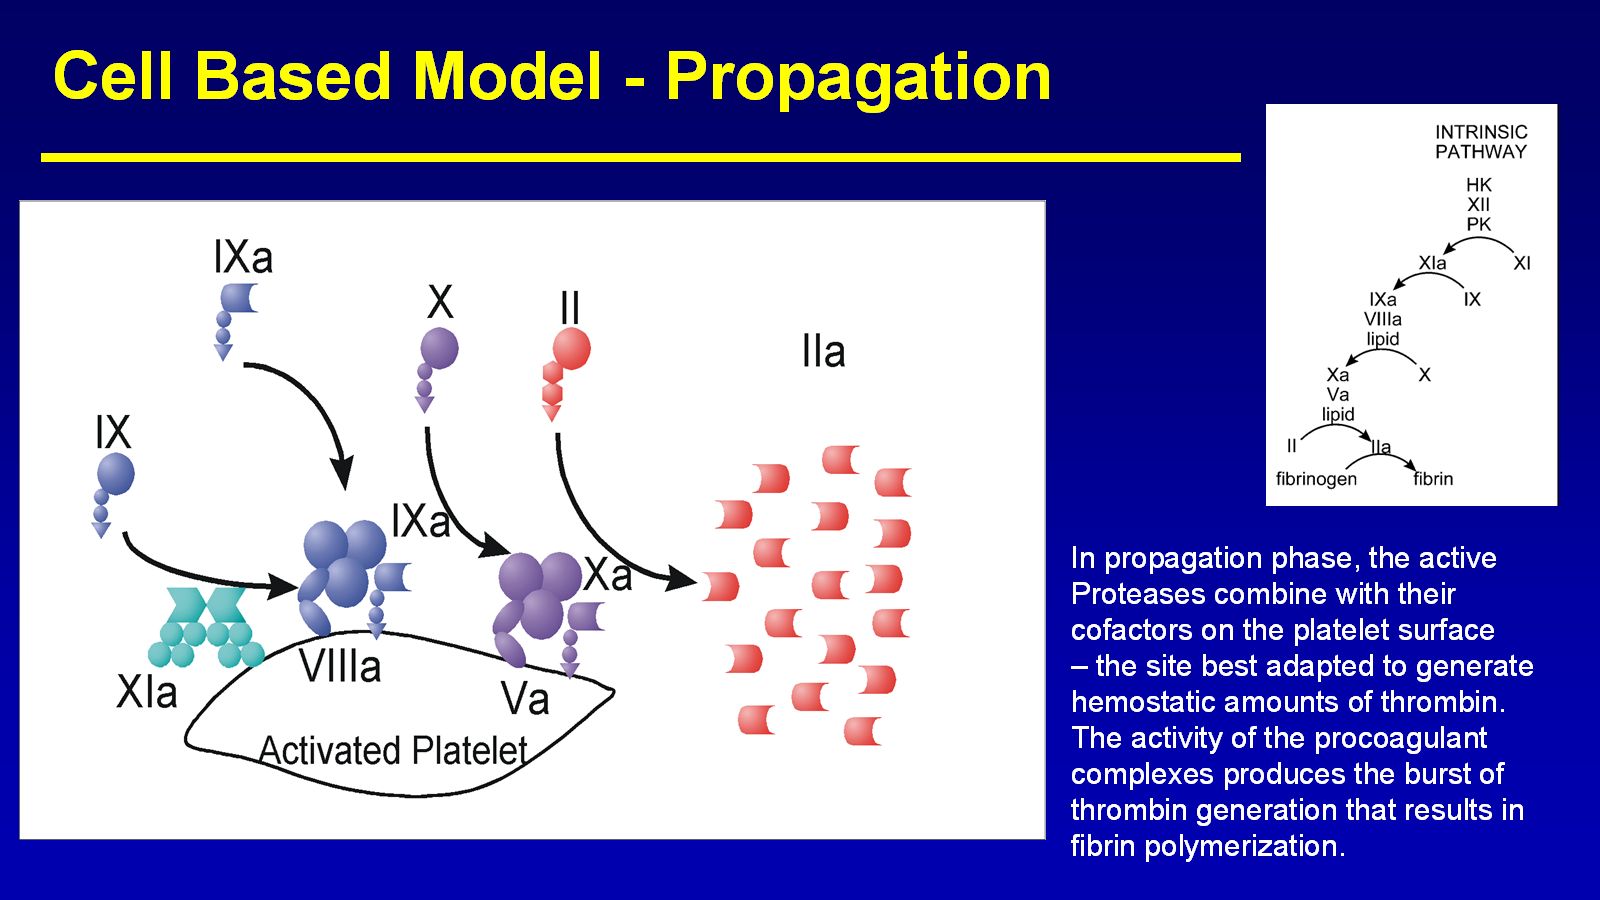 Cell Based Model - Propagation
IXa
X
II
IIa
IX
IXa
Xa
VIIIa
XIa
Va
Activated Platelet
INTRINSIC
PATHWAY
HK
XII
PK
XIa
XI
IXa
IX
VIIIa
lipid
Xa
X
Va
lipid
II
IIa
fibrinogen
fibrin
In propagation phase, the active
Proteases combine with their
cofactors on the platelet surface
– the site best adapted to generate
hemostatic amounts of thrombin.
The activity of the procoagulant
complexes produces the burst of
thrombin generation that results in
fibrin polymerization.